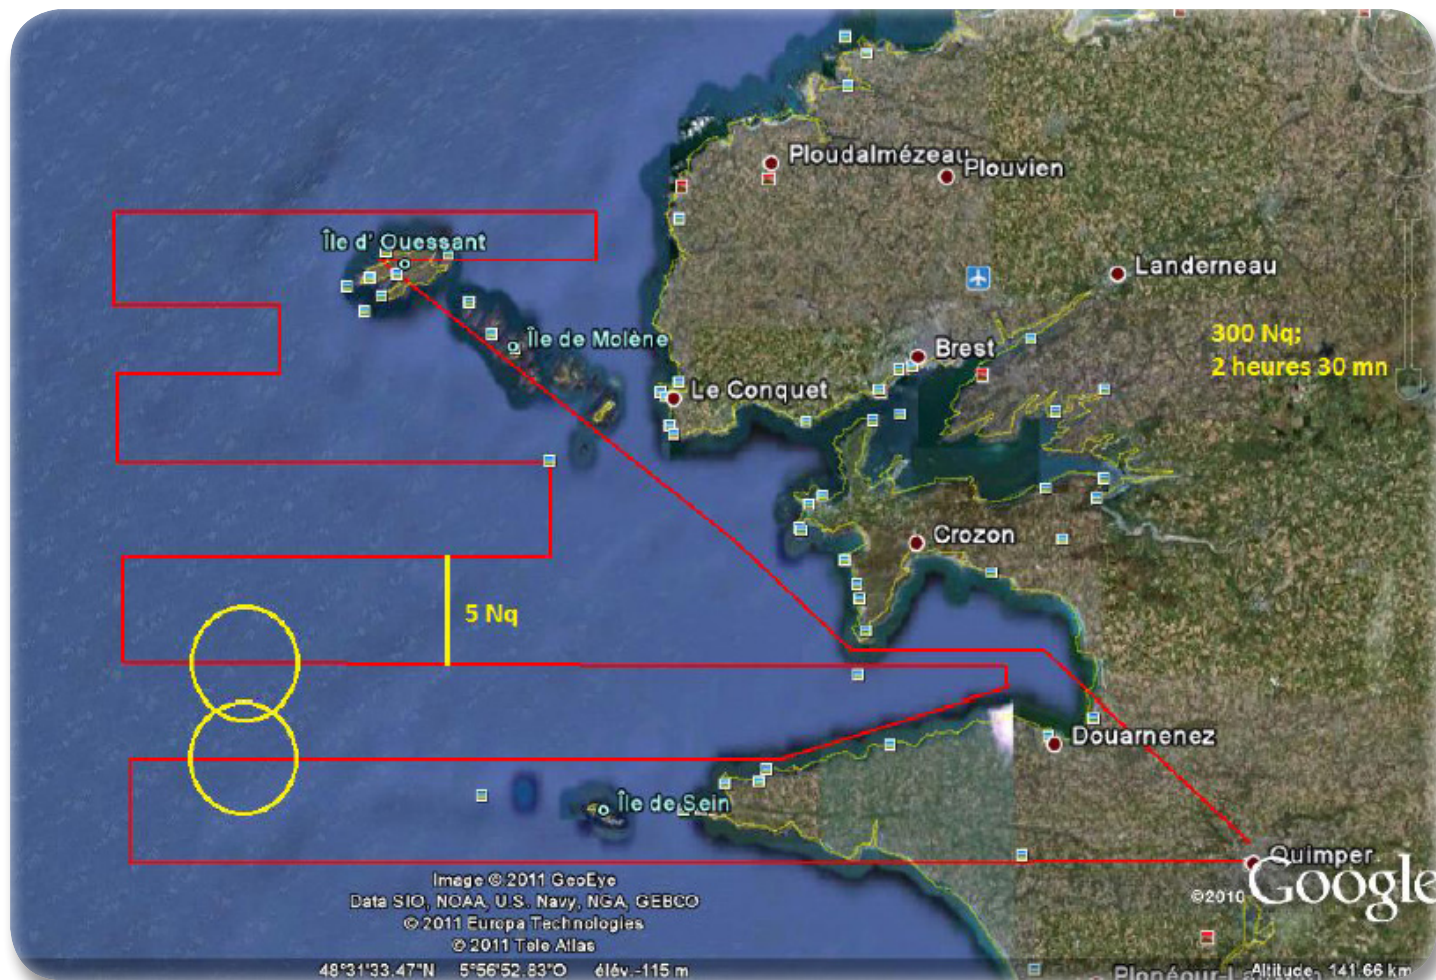 Ploudalmézeau
Plouvien
Île d' Ouessant
Landerneau
Île de Molène
Brest
300 Nq;
2 heures 30 mn
Le Conquet
Crozon
5 Nq
Douarnenez
Île de Sein
Quimper
Image © 2011 GeoEye
Data SIO, NOAA, U.S. Navy, NGA, GEBCO
© 2011 Europa Technologies
© 2011 Tele Atlas
©2010 Google
48°31'33.47"N 5°56'52.83"O élév.-115 m
Altitude 141.66 km